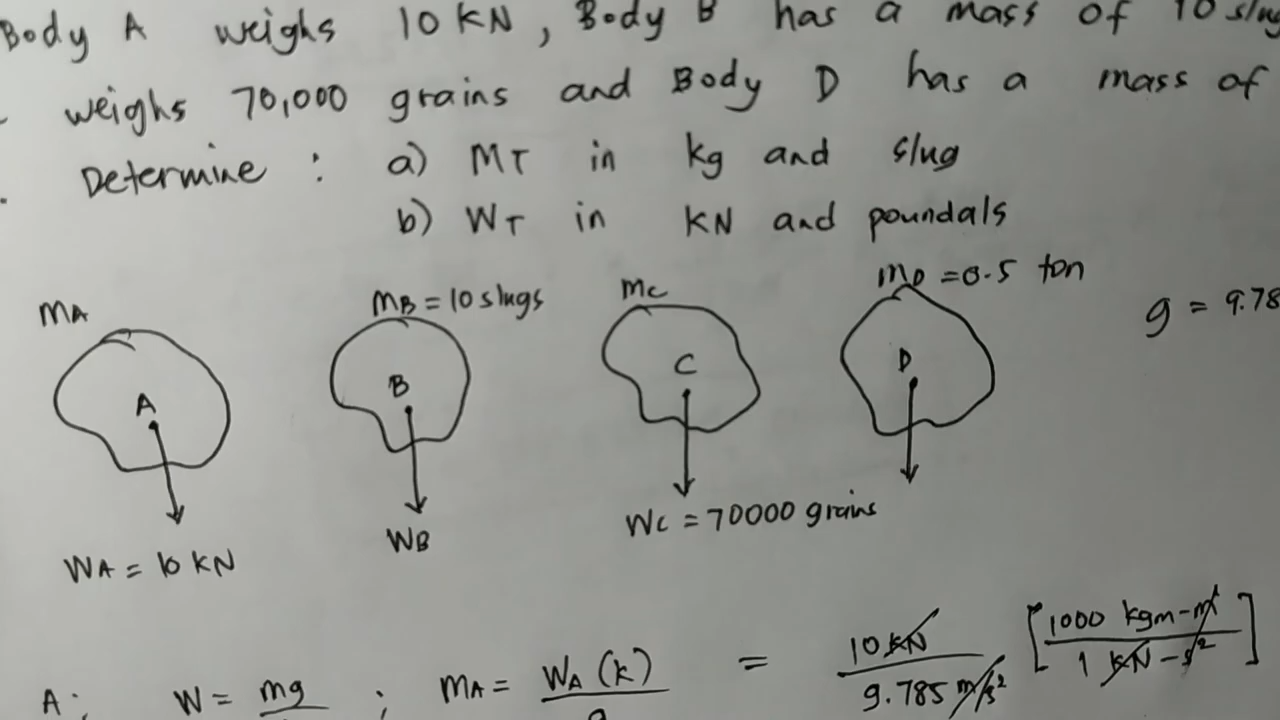 Body A weighs 10 KN, Body B has a mass of 10 slug
weighs 70,000 grains and Body D has a mass of
Determine : a) MT in kg and slug
b) WT in KN and poundals
MA
MB = 10 slugs
MC
MD = 0.5 ton
g = 9.78
A
B
C
D
WA = 10 KN
WB
WC = 70000 grains
A: W = mg ; MA = WA (k) / g = 10 KN / 9.785 m/s² [1000 kgm-m / 1 KN-s²]